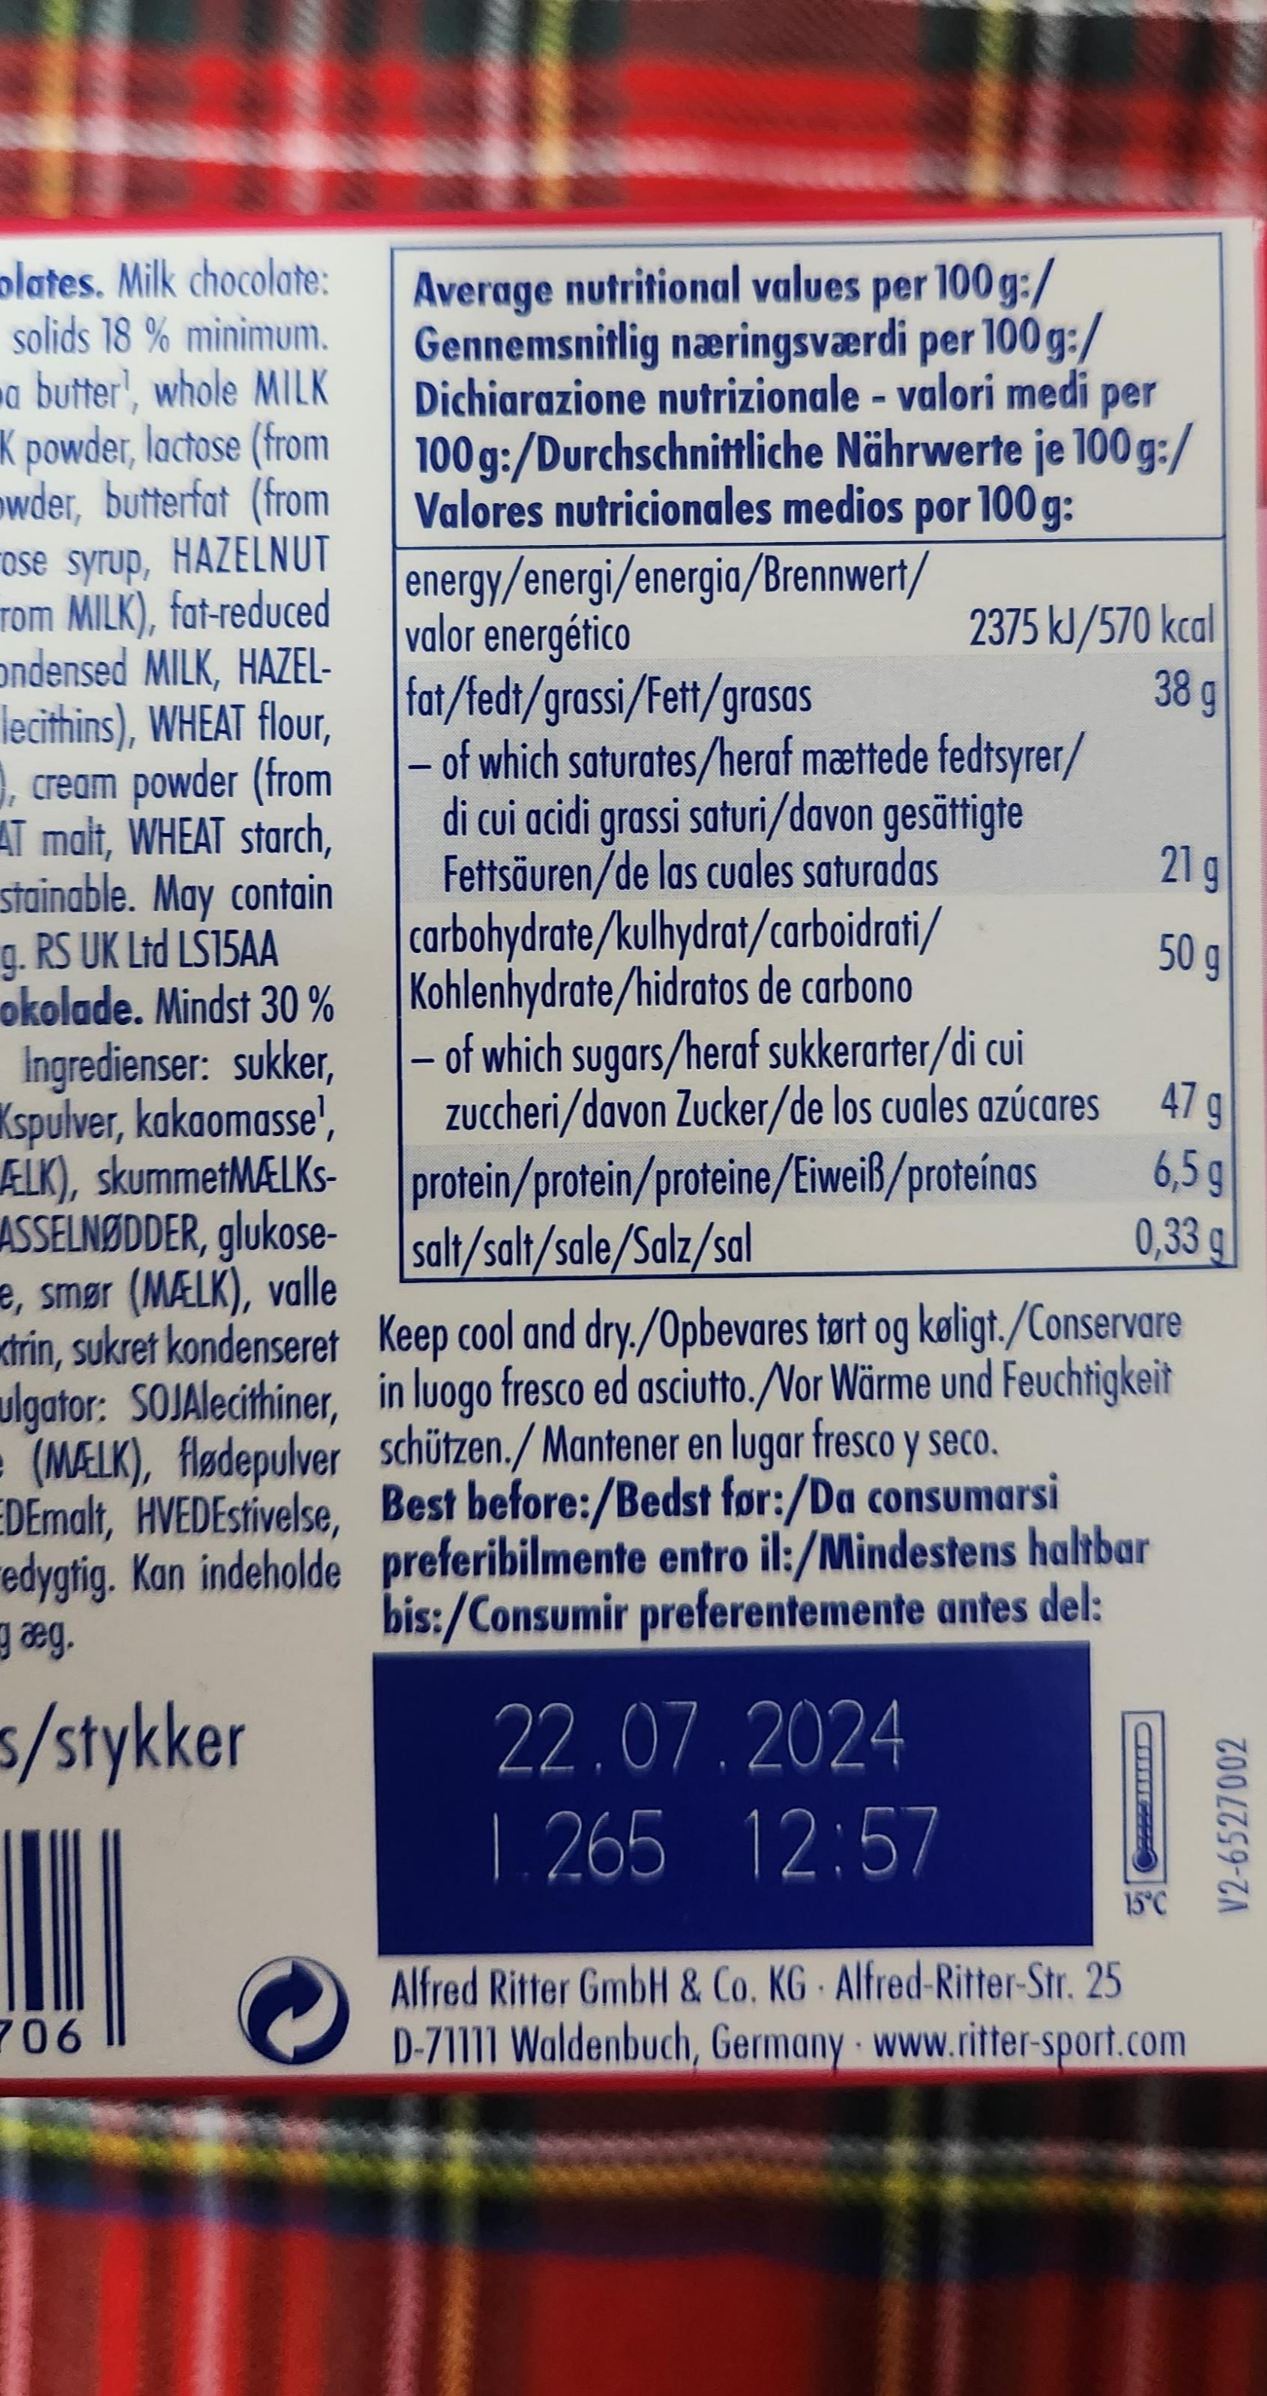 olates. Milk chocolate:
solids 18 % minimum.
a butter¹, whole MILK
K powder, lactose (from
owder, butterfat (from
ose syrup, HAZELNUT
rom MILK), fat-reduced
ondensed MILK, HAZEL-
lecithins), WHEAT flour,
), cream powder (from
AT malt, WHEAT starch,
stainable. May contain
g. RS UK Ltd LS15AA
okolade. Mindst 30 %
Ingredienser: sukker,
Kspulver, kakaomasse¹,
ÆLK), skummetMÆLKs-
ASSELNØDDER, glukose-
e, smør (MÆLK), valle
xtrin, sukret kondenseret
ulgator: SOJAlecithiner,
(MÆLK), flødepulver
EDEmalt, HVEDEstivelse,
edygtig. Kan indeholde
g æg.
s/stykker
706
Average nutritional values per 100 g:/
Gennemsnitlig næringsværdi per 100 g:/
Dichiarazione nutrizionale - valori medi per
100 g:/Durchschnittliche Nährwerte je 100 g:/
Valores nutricionales medios por 100 g:
energy/energi/energia/Brennwert/
valor energético 2375 kJ/570 kcal
fat/fedt/grassi/Fett/grasas 38 g
– of which saturates/heraf mættede fedtsyrer/
di cui acidi grassi saturi/davon gesättigte
Fettsäuren/de las cuales saturadas 21 g
carbohydrate/kulhydrat/carboidrati/
Kohlenhydrate/hidratos de carbono 50 g
– of which sugars/heraf sukkerarter/di cui
zuccheri/davon Zucker/de los cuales azúcares 47 g
protein/protein/proteine/Eiweiß/proteínas 6,5 g
salt/salt/sale/Salz/sal 0,33 g
Keep cool and dry./Opbevares tørt og køligt./Conservare
in luogo fresco ed asciutto./Vor Wärme und Feuchtigkeit
schützen./ Mantener en lugar fresco y seco.
Best before:/Bedst før:/Da consumarsi
preferibilmente entro il:/Mindestens haltbar
bis:/Consumir preferentemente antes del:
22.07.2024
1.265 12:57
15°C
V2-6527002
Alfred Ritter GmbH & Co. KG · Alfred-Ritter-Str. 25
D-71111 Waldenbuch, Germany · www.ritter-sport.com